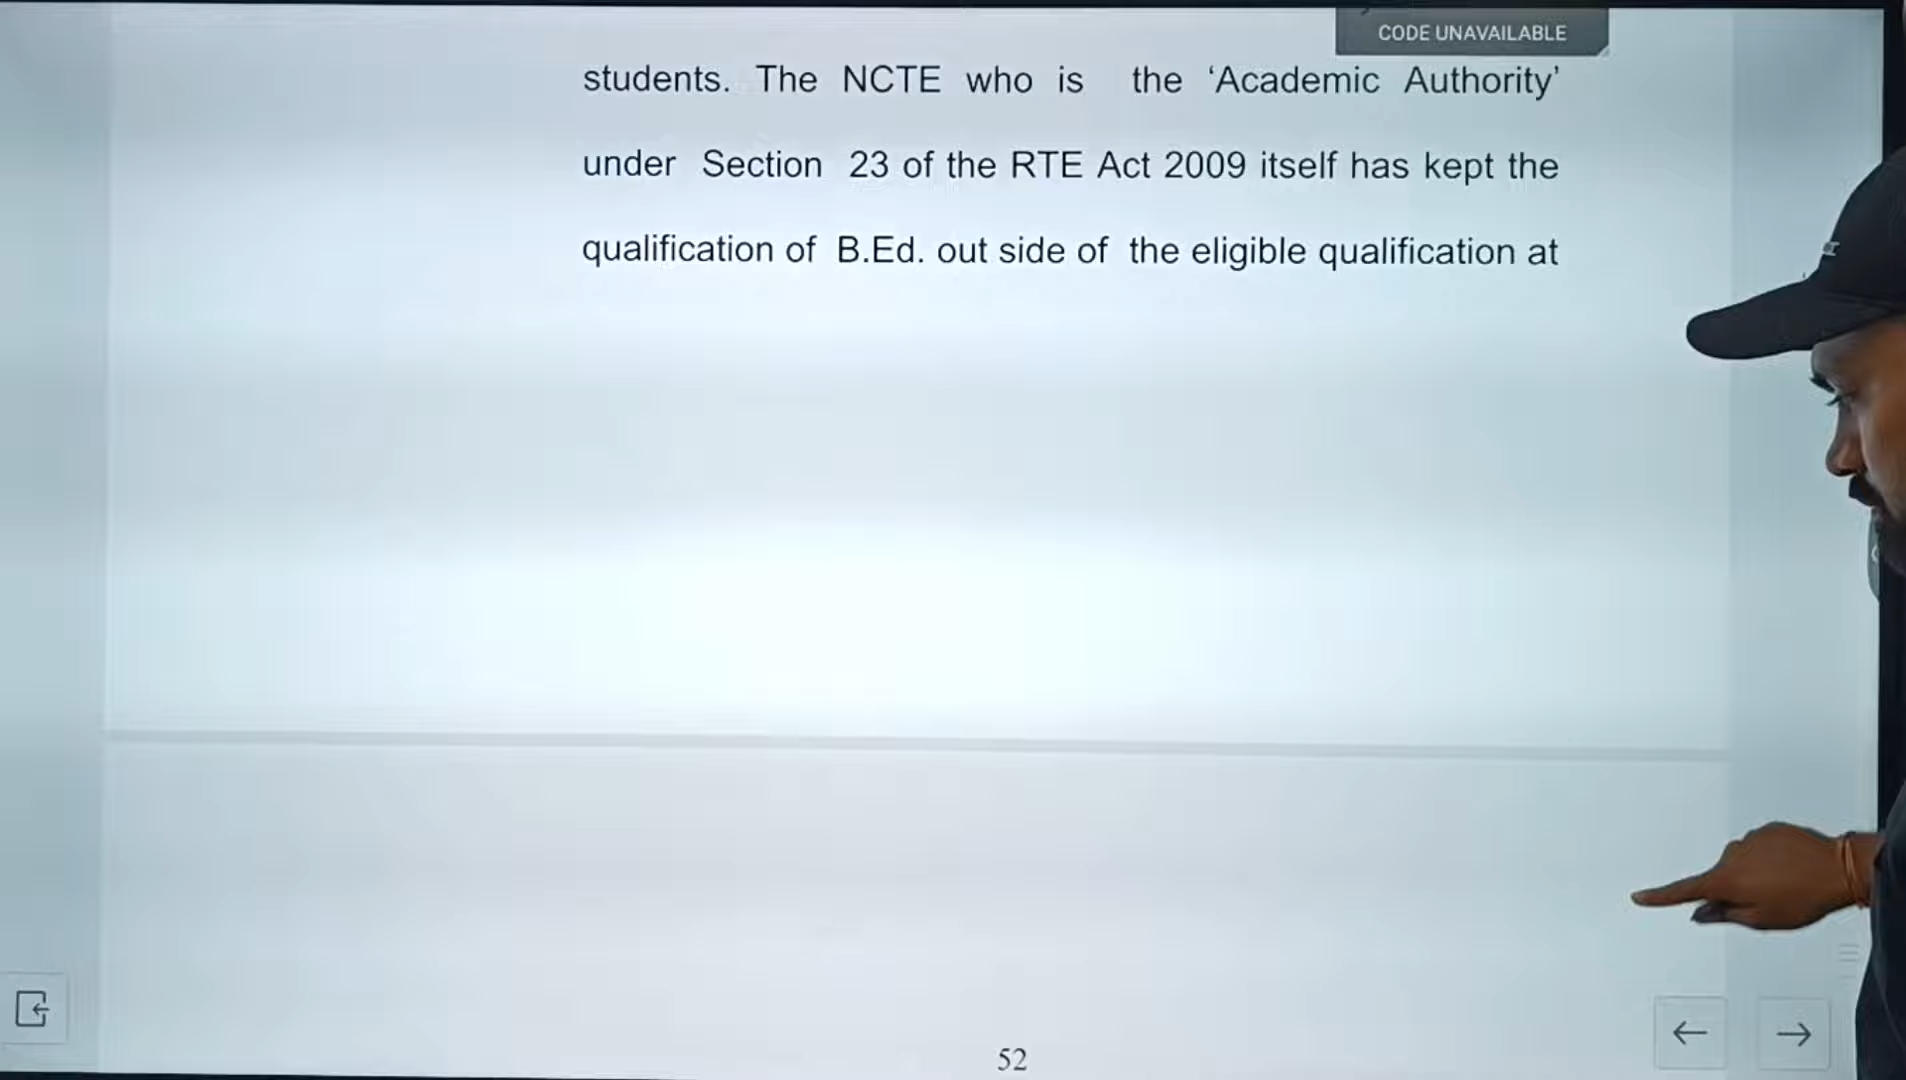 CODE UNAVAILABLE
students. The NCTE who is the ‘Academic Authority’
under Section 23 of the RTE Act 2009 itself has kept the
qualification of B.Ed. out side of the eligible qualification at
52